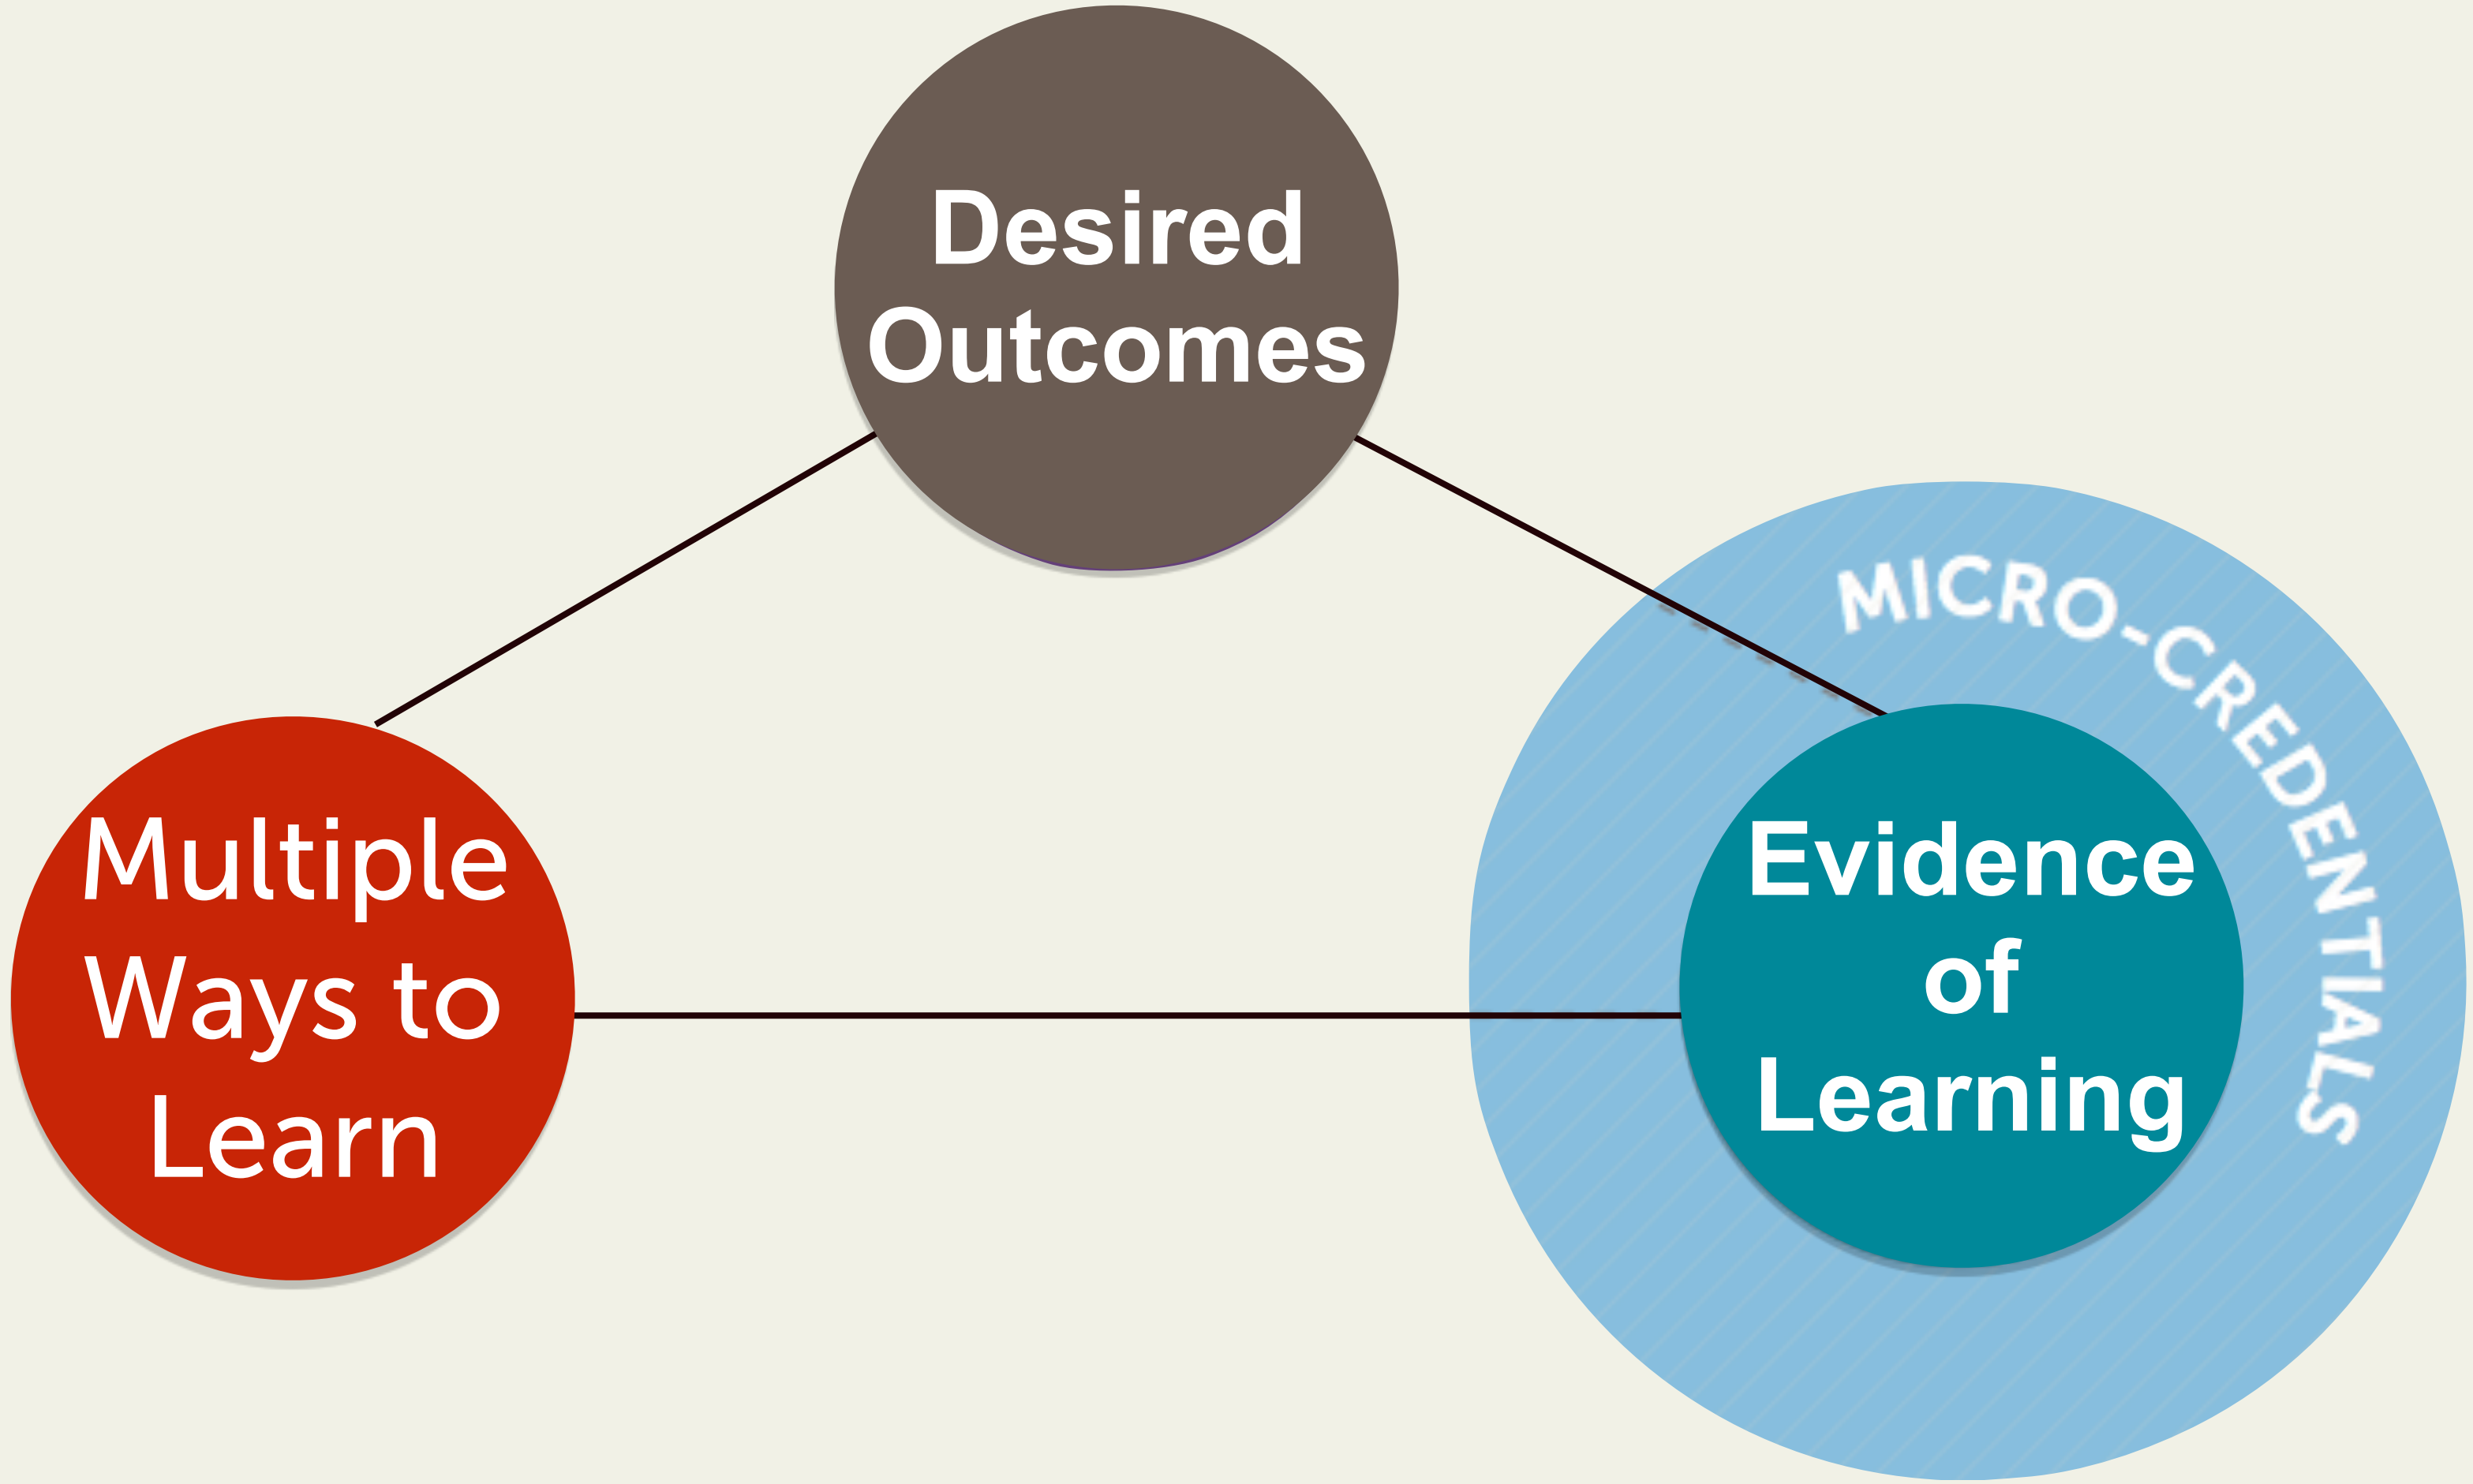 Desired
Outcomes
MICRO-CREDENTIALS
Multiple
Ways to
Learn
Evidence
of
Learning